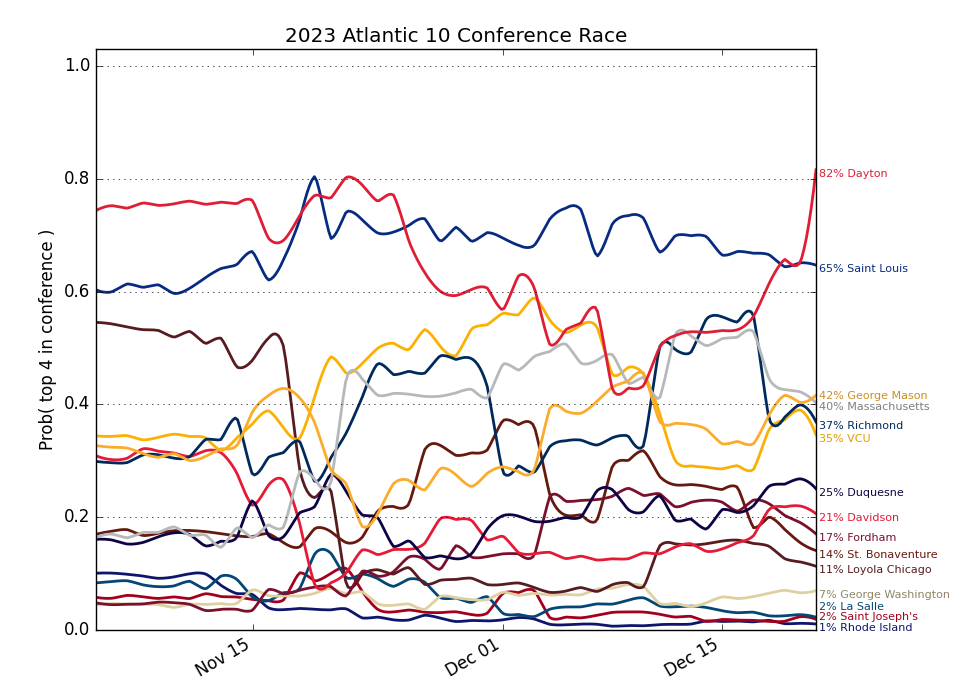 2023 Atlantic 10 Conference Race
Prob( top 4 in conference )
1.0
0.8
0.6
0.4
0.2
0.0
Nov 15
Dec 01
Dec 15
82% Dayton
65% Saint Louis
42% George Mason
40% Massachusetts
37% Richmond
35% VCU
25% Duquesne
21% Davidson
17% Fordham
14% St. Bonaventure
11% Loyola Chicago
7% George Washington
2% La Salle
2% Saint Joseph's
1% Rhode Island